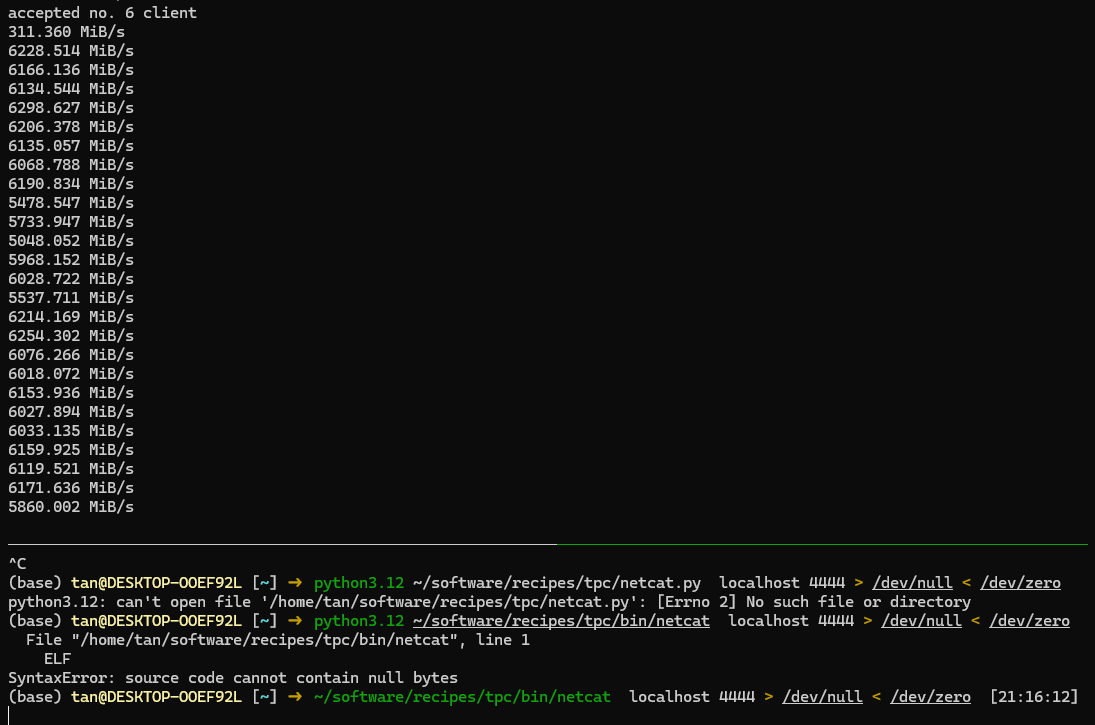 accepted no. 6 client
311.360 MiB/s
6228.514 MiB/s
6166.136 MiB/s
6134.544 MiB/s
6298.627 MiB/s
6206.378 MiB/s
6135.057 MiB/s
6068.788 MiB/s
6190.834 MiB/s
5478.547 MiB/s
5733.947 MiB/s
5048.052 MiB/s
5968.152 MiB/s
6028.722 MiB/s
5537.711 MiB/s
6214.169 MiB/s
6254.302 MiB/s
6076.266 MiB/s
6018.072 MiB/s
6153.936 MiB/s
6027.894 MiB/s
6033.135 MiB/s
6159.925 MiB/s
6119.521 MiB/s
6171.636 MiB/s
5860.002 MiB/s
^C
(base) tan@DESKTOP-OOEF92L [~] ➜ python3.12 ~/software/recipes/tpc/netcat.py  localhost 4444 > /dev/null < /dev/zero
python3.12: can't open file '/home/tan/software/recipes/tpc/netcat.py': [Errno 2] No such file or directory
(base) tan@DESKTOP-OOEF92L [~] ➜ python3.12 ~/software/recipes/tpc/bin/netcat  localhost 4444 > /dev/null < /dev/zero
  File "/home/tan/software/recipes/tpc/bin/netcat", line 1
    ELF
SyntaxError: source code cannot contain null bytes
(base) tan@DESKTOP-OOEF92L [~] ➜ ~/software/recipes/tpc/bin/netcat  localhost 4444 > /dev/null < /dev/zero  [21:16:12]